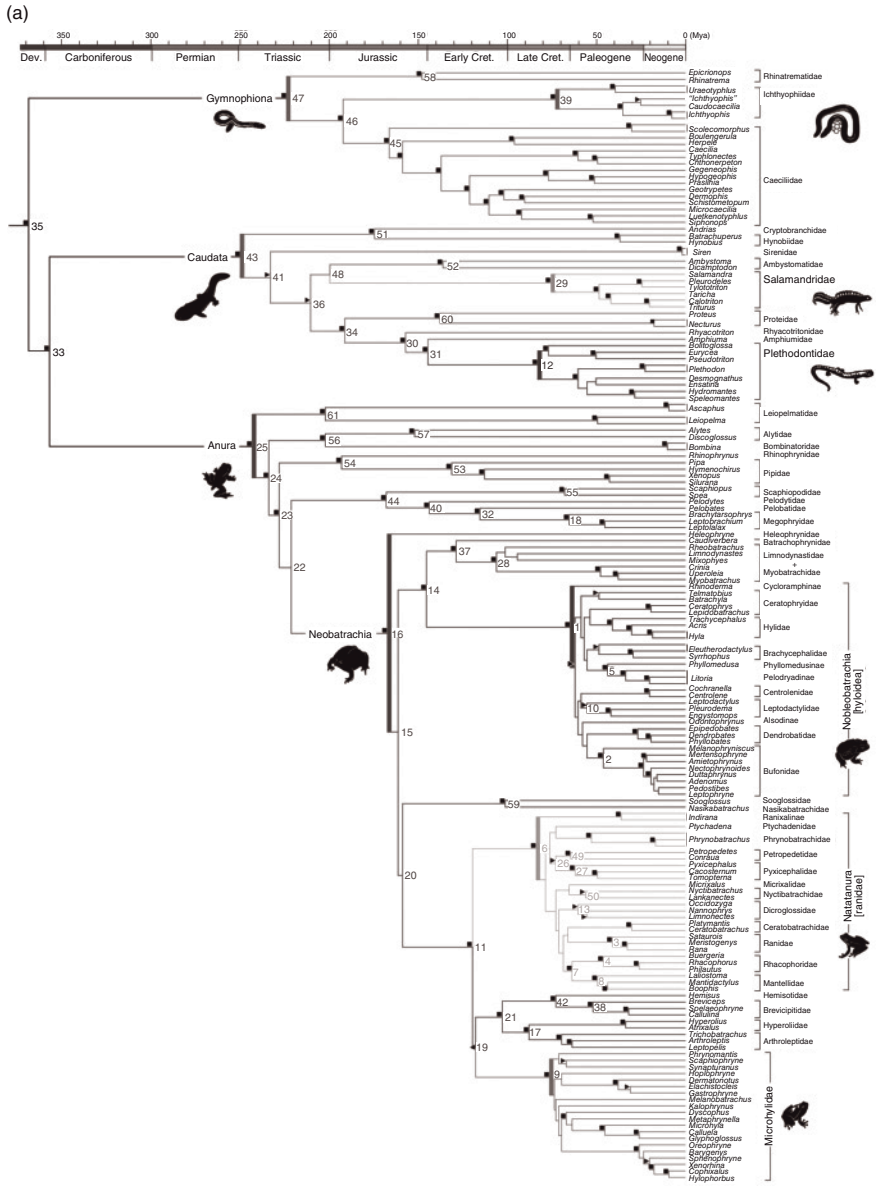 (a)
350 300 250 200 150 100 50 0 (Mya)
Dev. Carboniferous Permian Triassic Jurassic Early Cret. Late Cret. Paleogene Neogene
Epicrionops
58
Rhinatrema
Rhinatrematidae
Gymnophiona
47
Uraeotyphlus
39
"Ichthyophis"
Caudocaecilia
Ichthyophis
Ichthyophiidae
46
Scolecomorphus
45
Boulengerula
Herpele
Caecilia
Typhlonectes
Chthonerpeton
Gegeneophis
Hypogeophis
Praslinia
Geotrypetes
Dermophis
Schistometopum
Microcaecilia
Luetkenotyphlus
Siphonops
Caeciliidae
35
Andrias
Cryptobranchidae
51
Batrachuperus
Hynobius
Hynobiidae
Caudata
43
Siren
Sirenidae
41
Ambystoma
52
Dicamptodon
Ambystomatidae
48
Salamandra
29
Pleurodeles
Tylototriton
Taricha
Calotriton
Triturus
Salamandridae
36
Proteus
60
Necturus
Proteidae
34
Rhyacotriton
Rhyacotritonidae
30
Amphiuma
Amphiumidae
31
Bolitoglossa
Eurycea
Pseudotriton
12
Plethodon
Desmognathus
Ensatina
Hydromantes
Speleomantes
Plethodontidae
33
Ascaphus
61
Leiopelma
Leiopelmatidae
Anura
25
Alytes
57
56
Discoglossus
Alytidae
Bombina
Bombinatoridae
24
Rhinophrynus
Rhinophrynidae
54
Pipa
53
Hymenochirus
Xenopus
Silurana
Pipidae
23
Scaphiopus
55
Spea
Scaphiopodidae
44
Pelodytes
Pelodytidae
40
Pelobates
Pelobatidae
32
Brachytarsophrys
18
Leptobrachium
Leptolalax
Megophryidae
22
Heleophryne
Heleophrynidae
Caudiverbera
Batrachophrynidae
37
Rheobatrachus
Limnodynastes
Mixophyes
28
Crinia
Uperoleia
Myobatrachus
Limnodynastidae
+
Myobatrachidae
14
Rhinoderma
Cycloramphinae
Telmatobius
Batrachyla
Ceratophrys
Lepidobatrachus
Ceratophryidae
Trachycephalus
1
Acris
Hyla
Hylidae
Neobatrachia
16
Eleutherodactylus
Syrrhophus
Brachycephalidae
Phyllomedusa
Phyllomedusinae
5
Litoria
Pelodryadinae
Cochranella
Centrolene
Centrolenidae
Leptodactylus
10
Pleurodema
Engystomops
Leptodactylidae
Odontophrynus
Alsodinae
Epipedobates
Dendrobates
Phyllobates
Dendrobatidae
15
Melanophryniscus
2
Mertensophryne
Amietophrynus
Nectophrynoides
Duttaphrynus
Adenomus
Pedostibes
Leptophryne
Bufonidae
Nobleobatrachia
[hyloidea]
59
Sooglossus
Sooglossidae
Nasikabatrachus
Nasikabatrachidae
Indirana
Ranixalinae
Ptychadena
Ptychadenidae
Phrynobatrachus
Phrynobatrachidae
6
Petropedetes
49
Conraua
Petropedetidae
26
Pyxicephalus
27
Cacosternum
Tomopterna
Pyxicephalidae
20
Micrixalus
Micrixalidae
Nyctibatrachus
50
Lankanectes
Nyctibatrachidae
Occidozyga
13
Nannophrys
Limnonectes
Dicroglossidae
Platymantis
Ceratobatrachus
Ceratobatrachidae
Sataurois
3
Meristogenys
Rana
Ranidae
11
Buergeria
4
Rhacophorus
Philautus
Rhacophoridae
7
Laliostoma
8
Mantidactylus
Boophis
Mantellidae
Natatanura
[ranidae]
Hemisus
Hemisotidae
42
Breviceps
38
Spelaeophryne
Callulina
Brevicipitidae
21
Hyperolius
Afrixalus
Hyperoliidae
17
Trichobatrachus
Arthroleptis
Leptopelis
Arthroleptidae
19
Phrynomantis
Scaphiophryne
Synapturanus
9
Hoplophryne
Dermatonotus
Elachistocleis
Gastrophryne
Melanobatrachus
Kalophrynus
Dyscophus
Metaphrynella
Microhyla
Calluela
Glyphoglossus
Oreophryne
Barygenys
Sphenophryne
Xenorhina
Cophixalus
Hylophorbus
Microhylidae